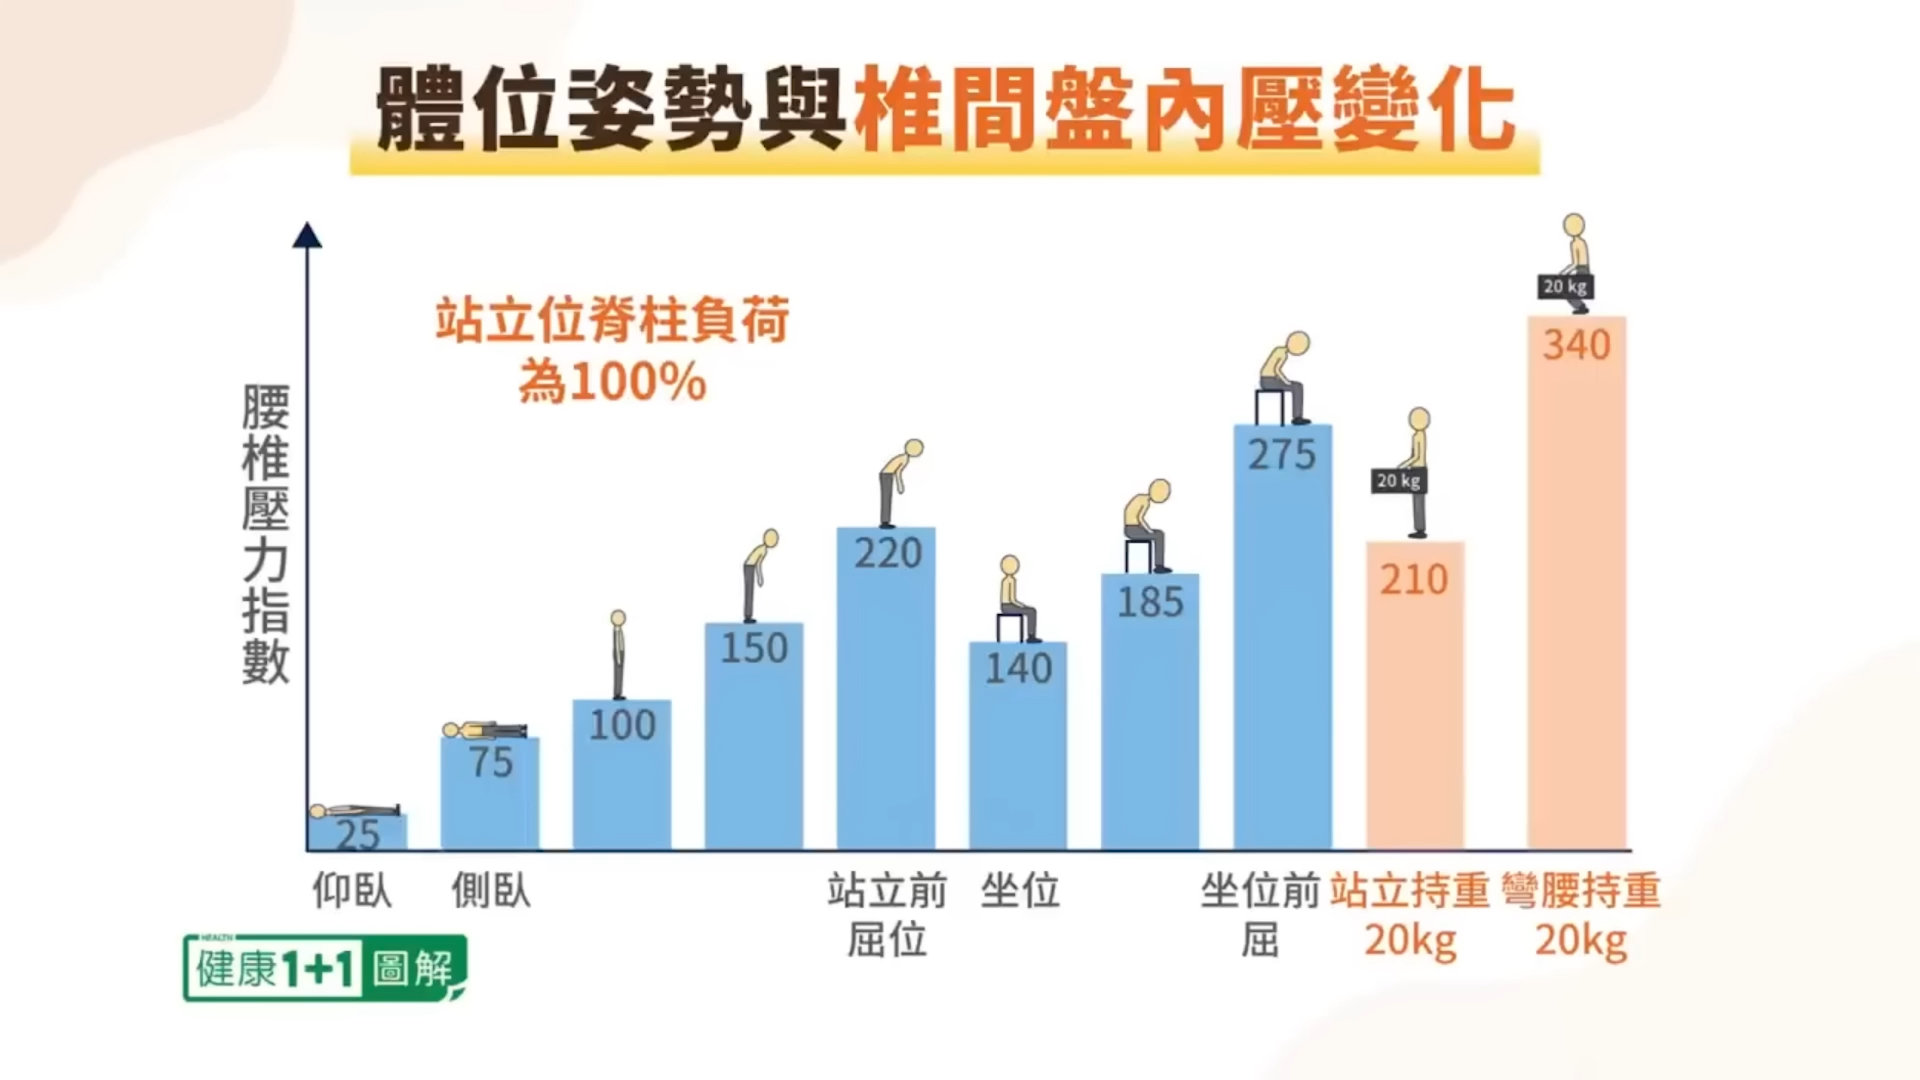 體位姿勢與椎間盤內壓變化
站立位脊柱負荷
為100%
腰椎壓力指數
25
75
100
150
220
140
185
275
20 kg
210
20 kg
340
仰臥
側臥
站立前
屈位
坐位
坐位前
屈
站立持重
20kg
彎腰持重
20kg
HEALTH
健康1+1 圖解